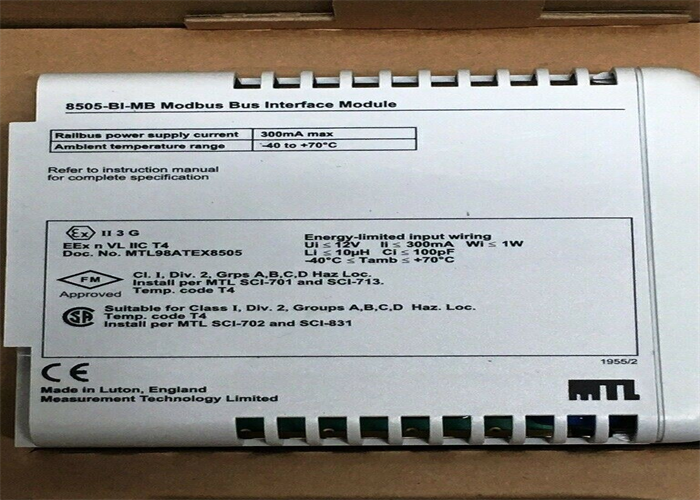 8505-BI-MB Modbus Bus Interface Module
Railbus power supply current 300mA max
Ambient temperature range -40 to +70°C
Refer to instruction manual
for complete specification
Ex II 3 G
EEx n VL IIC T4
Doc. No. MTL98ATEX8505
Energy-limited input wiring
Ui ≤ 12V Ii ≤ 300mA Wi ≤ 1W
Li ≤ 10μH Ci ≤ 100pF
-40°C ≤ Tamb ≤ +70°C
FM
Approved
Cl. I, Div. 2, Grps A,B,C,D Haz Loc.
Install per MTL SCI-701 and SCI-713.
Temp. code T4
SA
Suitable for Class I, Div. 2, Groups A,B,C,D Haz. Loc.
Temp. code T4
Install per MTL SCI-702 and SCI-831
1955/2
CE
Made in Luton, England
Measurement Technology Limited
MTL